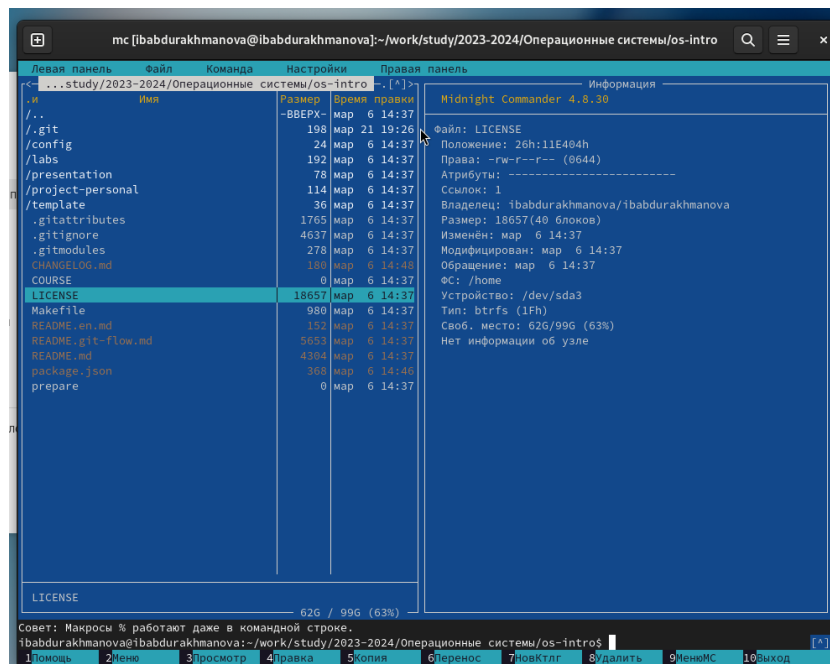 mc [ibabdurakhmanova@ibabdurakhmanova]:~/work/study/2023-2024/Операционные системы/os-intro
Левая панель Файл Команда Настройки Правая панель
<─ ...study/2023-2024/Операционные системы/os-intro ─.[^]>
.и Имя Размер Время правки
/.. -ВВЕРХ- мар 6 14:37
/.git 198 мар 21 19:26
/config 24 мар 6 14:37
/labs 192 мар 6 14:37
/presentation 78 мар 6 14:37
/project-personal 114 мар 6 14:37
/template 36 мар 6 14:37
.gitattributes 1765 мар 6 14:37
.gitignore 4637 мар 6 14:37
.gitmodules 278 мар 6 14:37
CHANGELOG.md 180 мар 6 14:48
COURSE 0 мар 6 14:37
LICENSE 18657 мар 6 14:37
Makefile 980 мар 6 14:37
README.en.md 152 мар 6 14:37
README.git-flow.md 5653 мар 6 14:37
README.md 4304 мар 6 14:37
package.json 368 мар 6 14:46
prepare 0 мар 6 14:37
LICENSE
62G / 99G (63%)
Информация
Midnight Commander 4.8.30
Файл: LICENSE
Положение: 26h:11E404h
Права: -rw-r--r-- (0644)
Атрибуты: -------------------------
Ссылок: 1
Владелец: ibabdurakhmanova/ibabdurakhmanova
Размер: 18657(40 блоков)
Изменён: мар 6 14:37
Модифицирован: мар 6 14:37
Обращение: мар 6 14:37
ФС: /home
Устройство: /dev/sda3
Тип: btrfs (1Fh)
Своб. место: 62G/99G (63%)
Нет информации об узле
Совет: Макросы % работают даже в командной строке.
ibabdurakhmanova@ibabdurakhmanova:~/work/study/2023-2024/Операционные системы/os-intro$ [^]
1Помощь 2Меню 3Просмотр 4Правка 5Копия 6Перенос 7НовКтлг 8Удалить 9МенюМС 10Выход